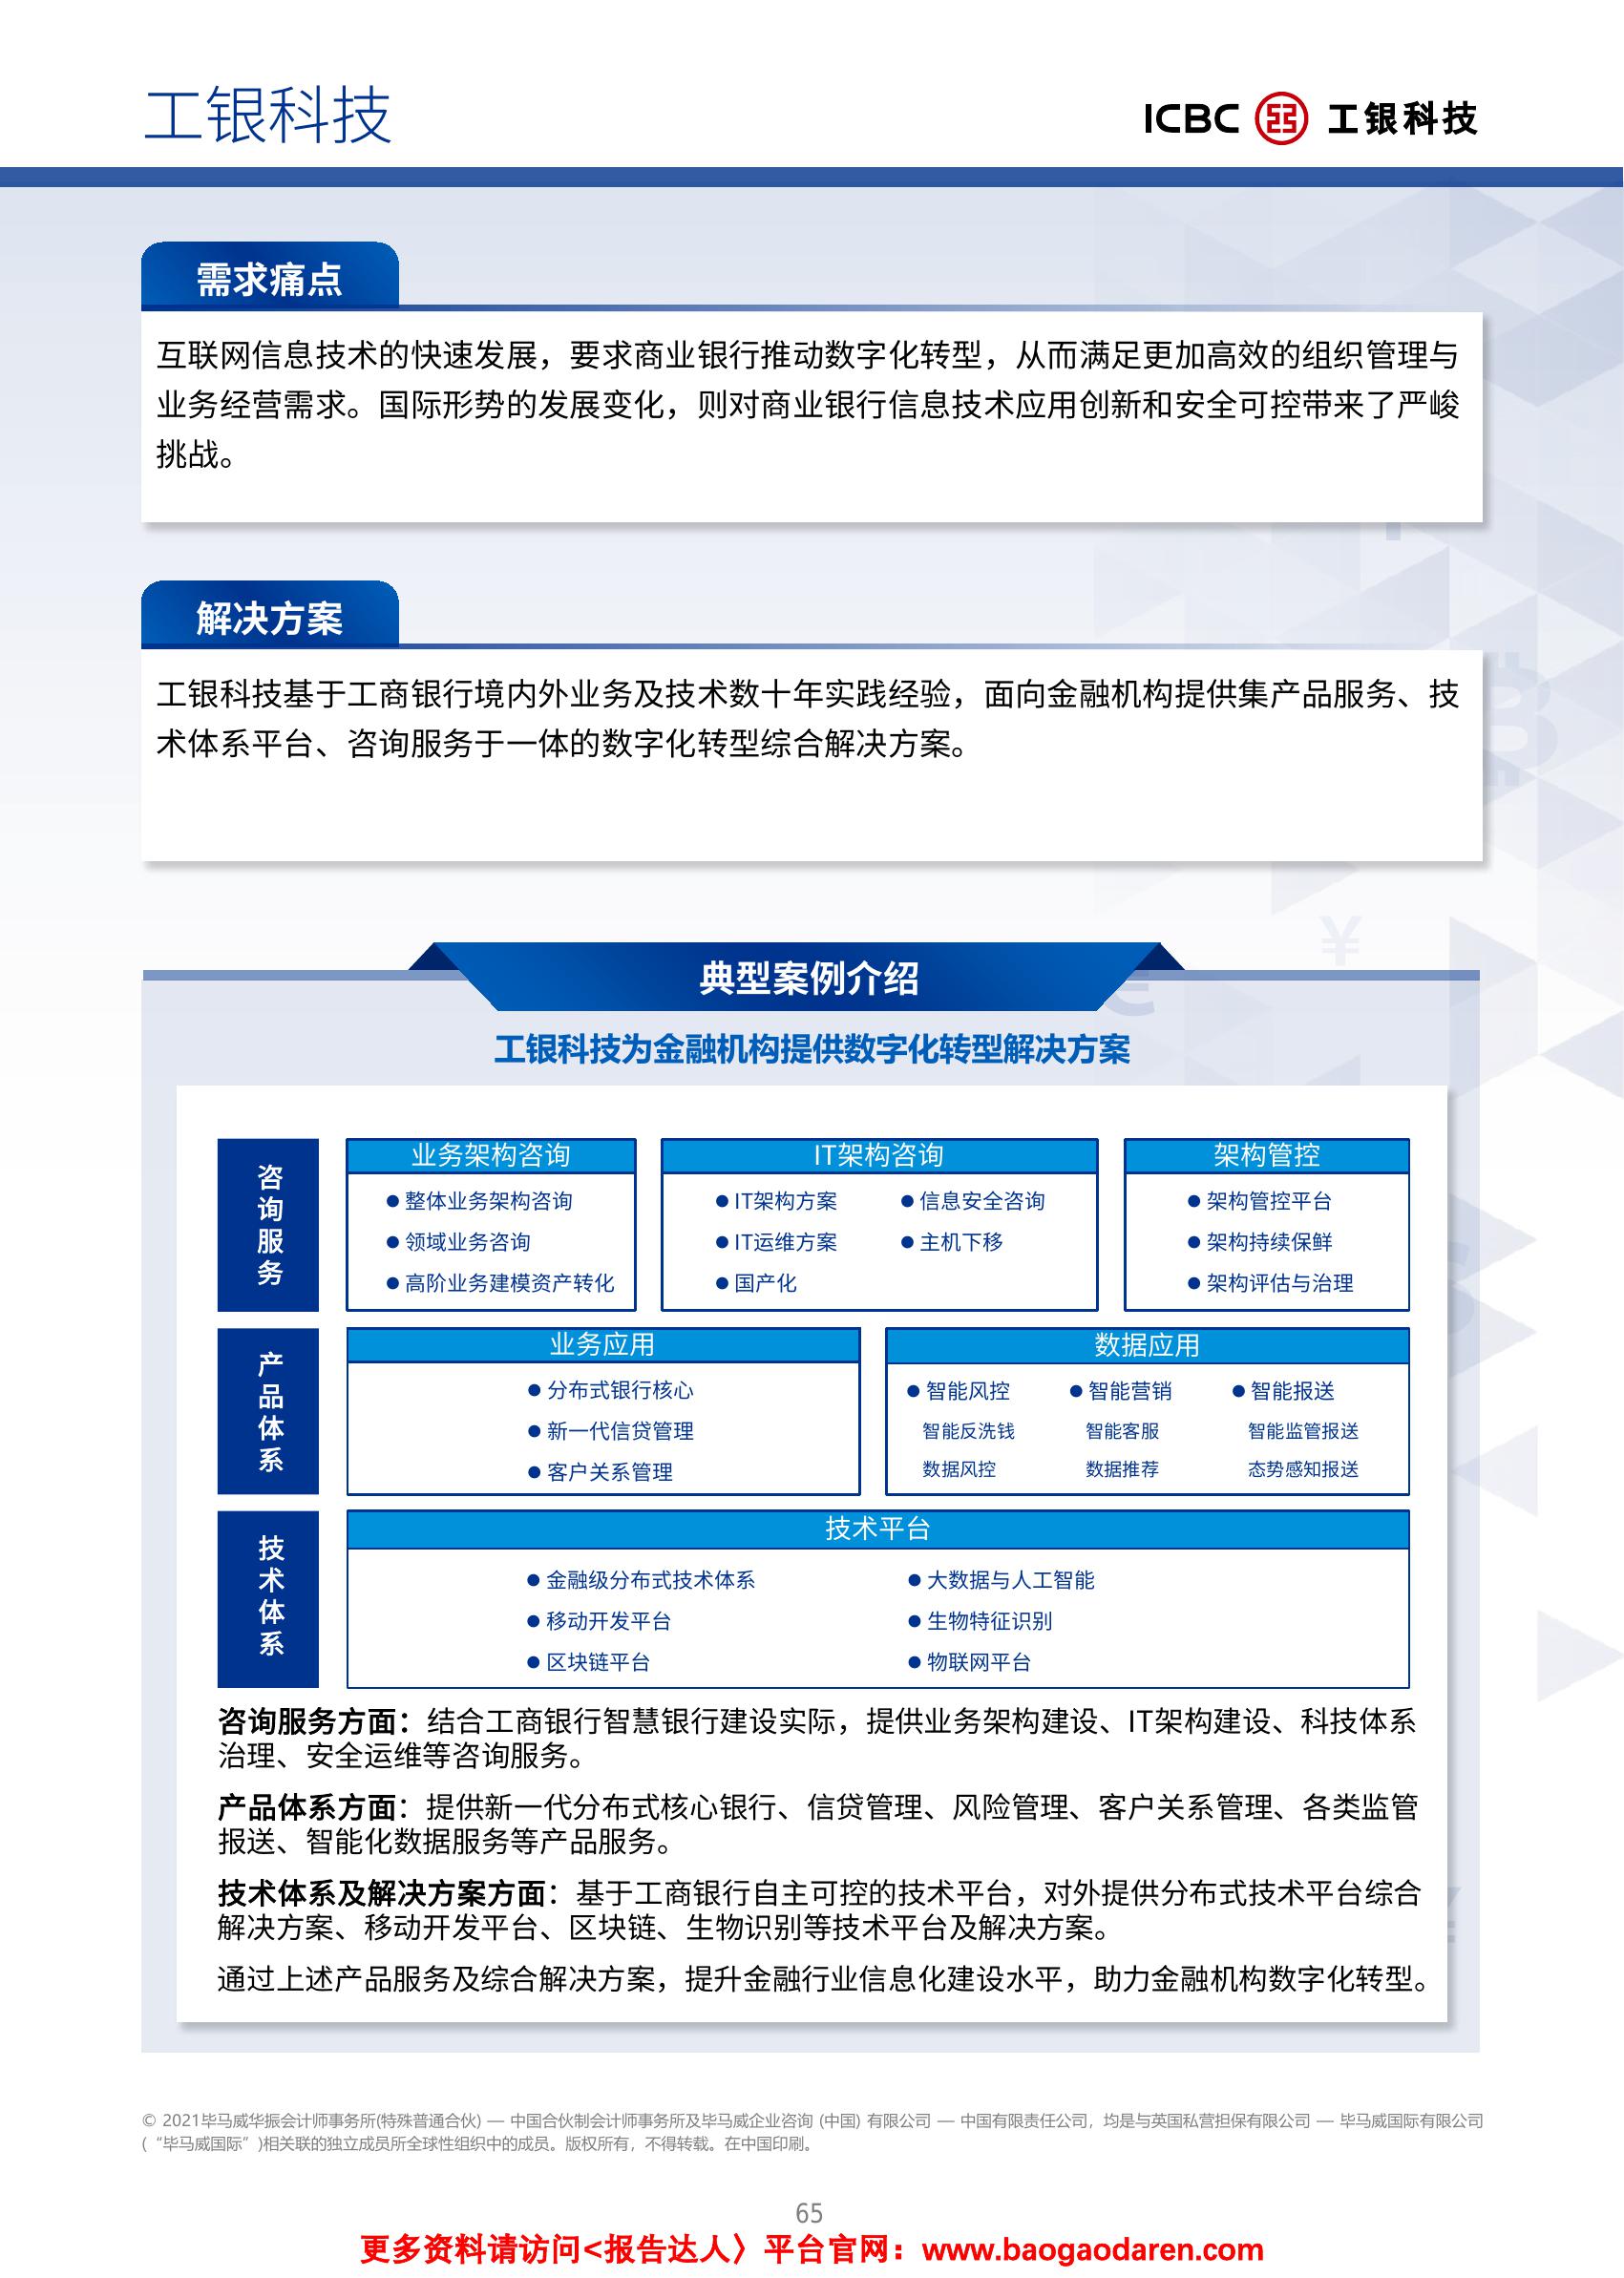 工银科技
ICBC 工银科技
需求痛点
互联网信息技术的快速发展，要求商业银行推动数字化转型，从而满足更加高效的组织管理与
业务经营需求。国际形势的发展变化，则对商业银行信息技术应用创新和安全可控带来了严峻
挑战。
解决方案
工银科技基于工商银行境内外业务及技术数十年实践经验，面向金融机构提供集产品服务、技
术体系平台、咨询服务于一体的数字化转型综合解决方案。
典型案例介绍
工银科技为金融机构提供数字化转型解决方案
咨询服务
业务架构咨询
● 整体业务架构咨询
● 领域业务咨询
● 高阶业务建模资产转化
IT架构咨询
● IT架构方案 ● 信息安全咨询
● IT运维方案 ● 主机下移
● 国产化
架构管控
● 架构管控平台
● 架构持续保鲜
● 架构评估与治理
产品体系
业务应用
● 分布式银行核心
● 新一代信贷管理
● 客户关系管理
数据应用
● 智能风控 ● 智能营销 ● 智能报送
智能反洗钱 智能客服 智能监管报送
数据风控 数据推荐 态势感知报送
技术体系
技术平台
● 金融级分布式技术体系 ● 大数据与人工智能
● 移动开发平台 ● 生物特征识别
● 区块链平台 ● 物联网平台
咨询服务方面：结合工商银行智慧银行建设实际，提供业务架构建设、IT架构建设、科技体系
治理、安全运维等咨询服务。
产品体系方面：提供新一代分布式核心银行、信贷管理、风险管理、客户关系管理、各类监管
报送、智能化数据服务等产品服务。
技术体系及解决方案方面：基于工商银行自主可控的技术平台，对外提供分布式技术平台综合
解决方案、移动开发平台、区块链、生物识别等技术平台及解决方案。
通过上述产品服务及综合解决方案，提升金融行业信息化建设水平，助力金融机构数字化转型。
© 2021毕马威华振会计师事务所(特殊普通合伙) — 中国合伙制会计师事务所及毕马威企业咨询 (中国) 有限公司 — 中国有限责任公司，均是与英国私营担保有限公司 — 毕马威国际有限公司
(“毕马威国际”)相关联的独立成员所全球性组织中的成员。版权所有，不得转载。在中国印刷。
65
更多资料请访问<报告达人〉平台官网：www.baogaodaren.com